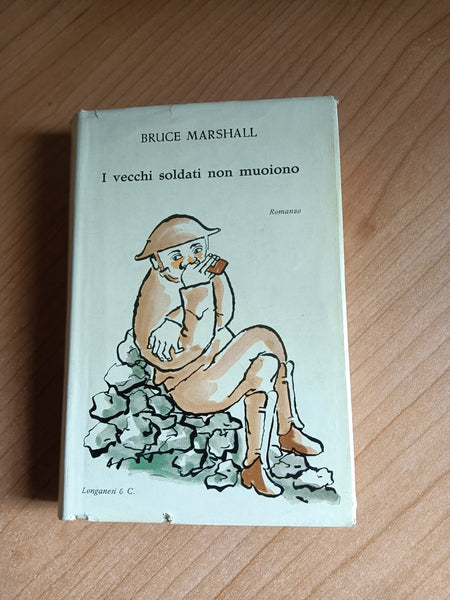 BRUCE MARSHALL
I vecchi soldati non muoiono
Romanzo
Longanesi & C.